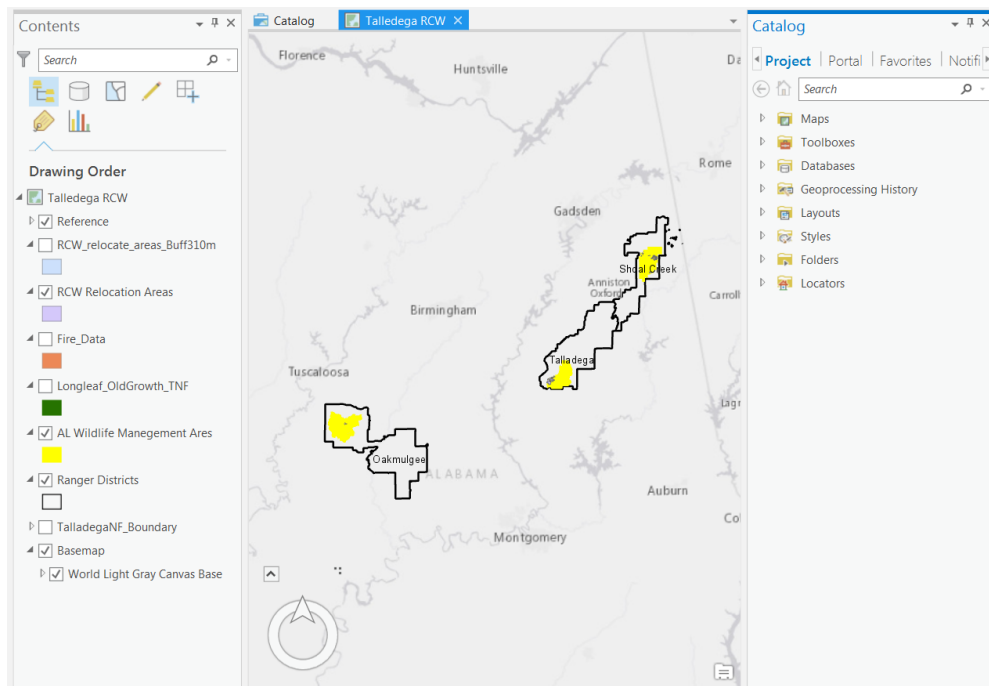 Contents
Search
Drawing Order
Talledega RCW
Reference
RCW_relocate_areas_Buff310m
RCW Relocation Areas
Fire_Data
Longleaf_OldGrowth_TNF
AL Wildlife Manegement Ares
Ranger Districts
TalladegaNF_Boundary
Basemap
World Light Gray Canvas Base
Catalog
Talledega RCW
Florence
Huntsville
Da
Rome
Gadsden
Shoal Creek
Anniston
Oxford
Carroll
Birmingham
Talladega
Tuscaloosa
Lagr
Oakmulgee
ALABAMA
Auburn
Col
Montgomery
Catalog
Project
Portal
Favorites
Notifi
Search
Maps
Toolboxes
Databases
Geoprocessing History
Layouts
Styles
Folders
Locators